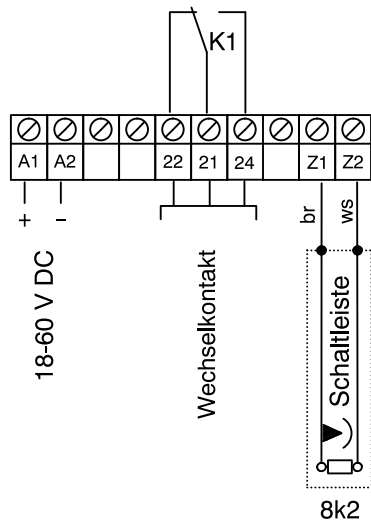 K1
A1 A2 22 21 24 Z1 Z2
+ -
br ws
18-60 V DC
Wechselkontakt
Schaltleiste
8k2